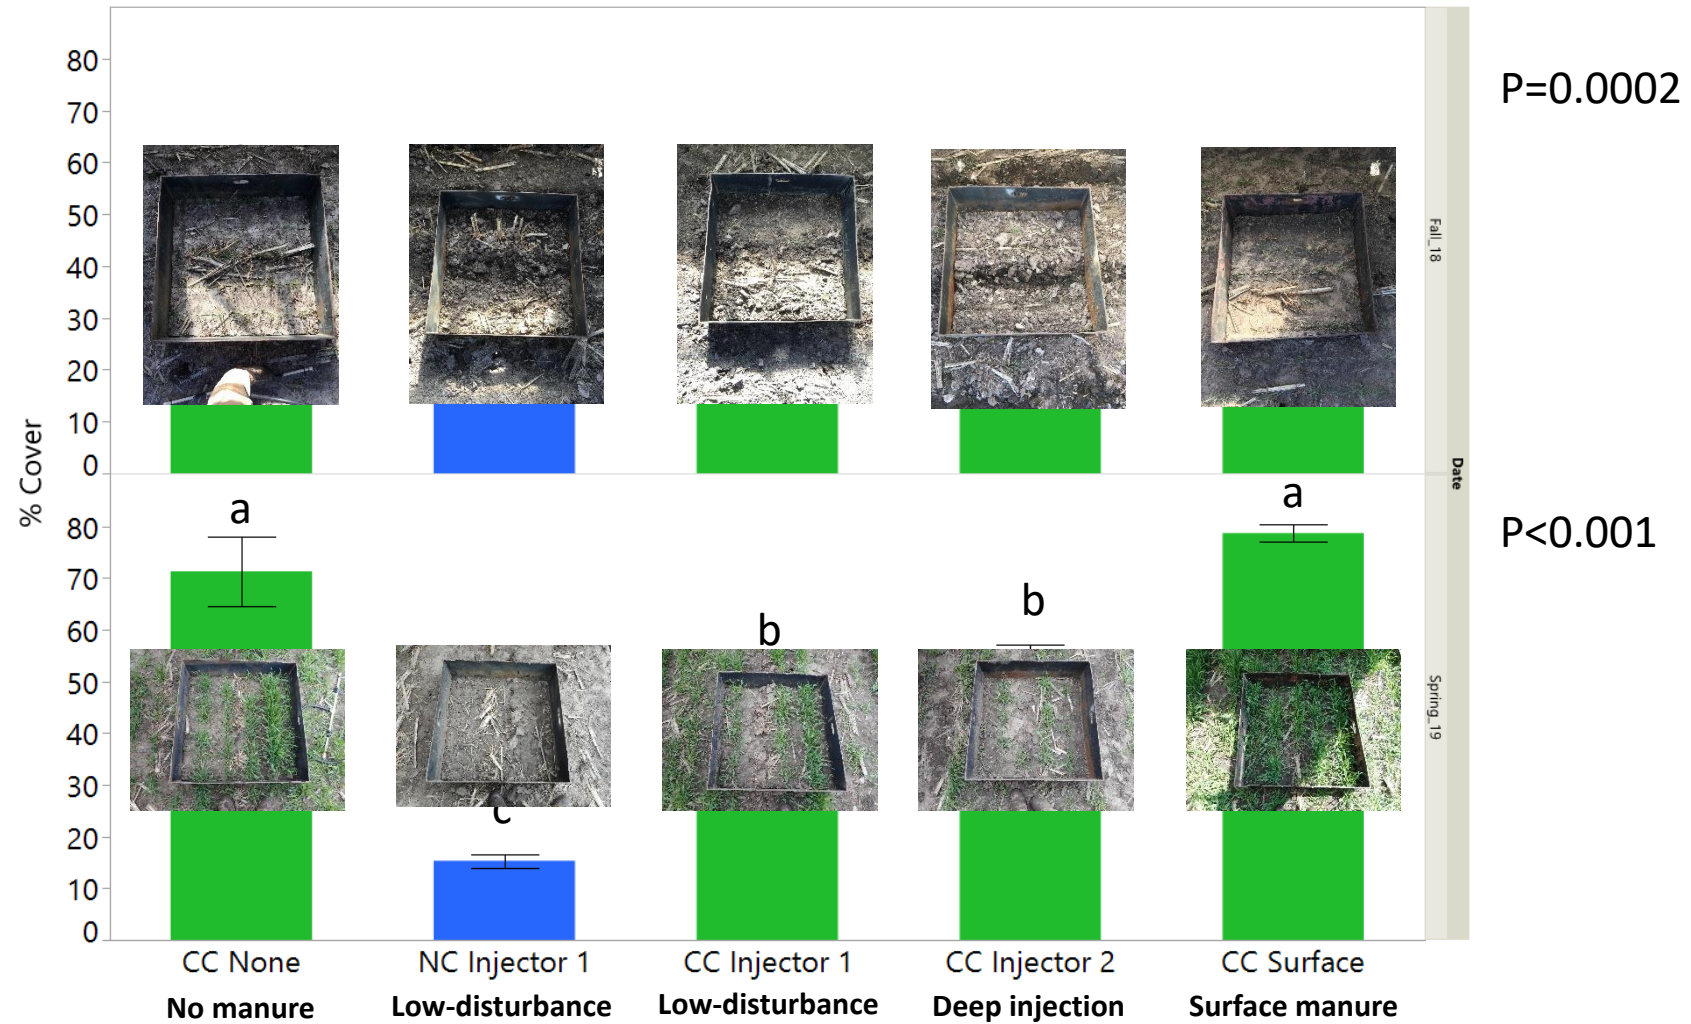 80
70
60
50
40
30
20
10
0
Fall_18
P=0.0002
% Cover
Date
80
70
60
50
40
30
20
10
0
a
c
b
b
a
Spring_19
P<0.001
CC None
NC Injector 1
CC Injector 1
CC Injector 2
CC Surface
No manure
Low-disturbance
Low-disturbance
Deep injection
Surface manure